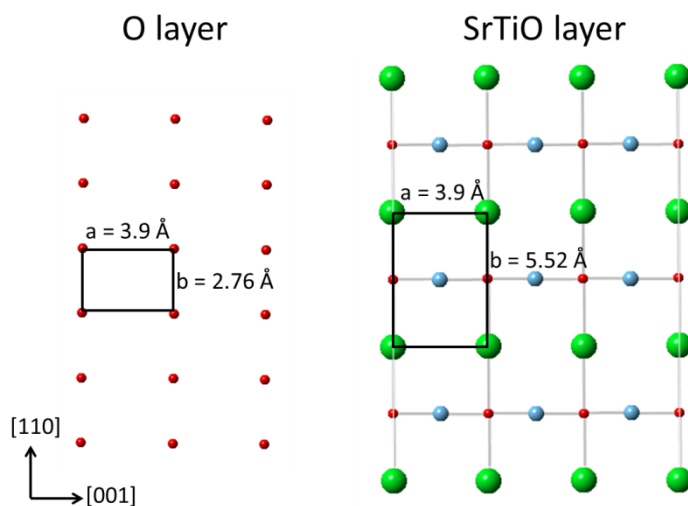 O layer
SrTiO layer
a = 3.9 Å
b = 2.76 Å
a = 3.9 Å
b = 5.52 Å
[110]
[001]